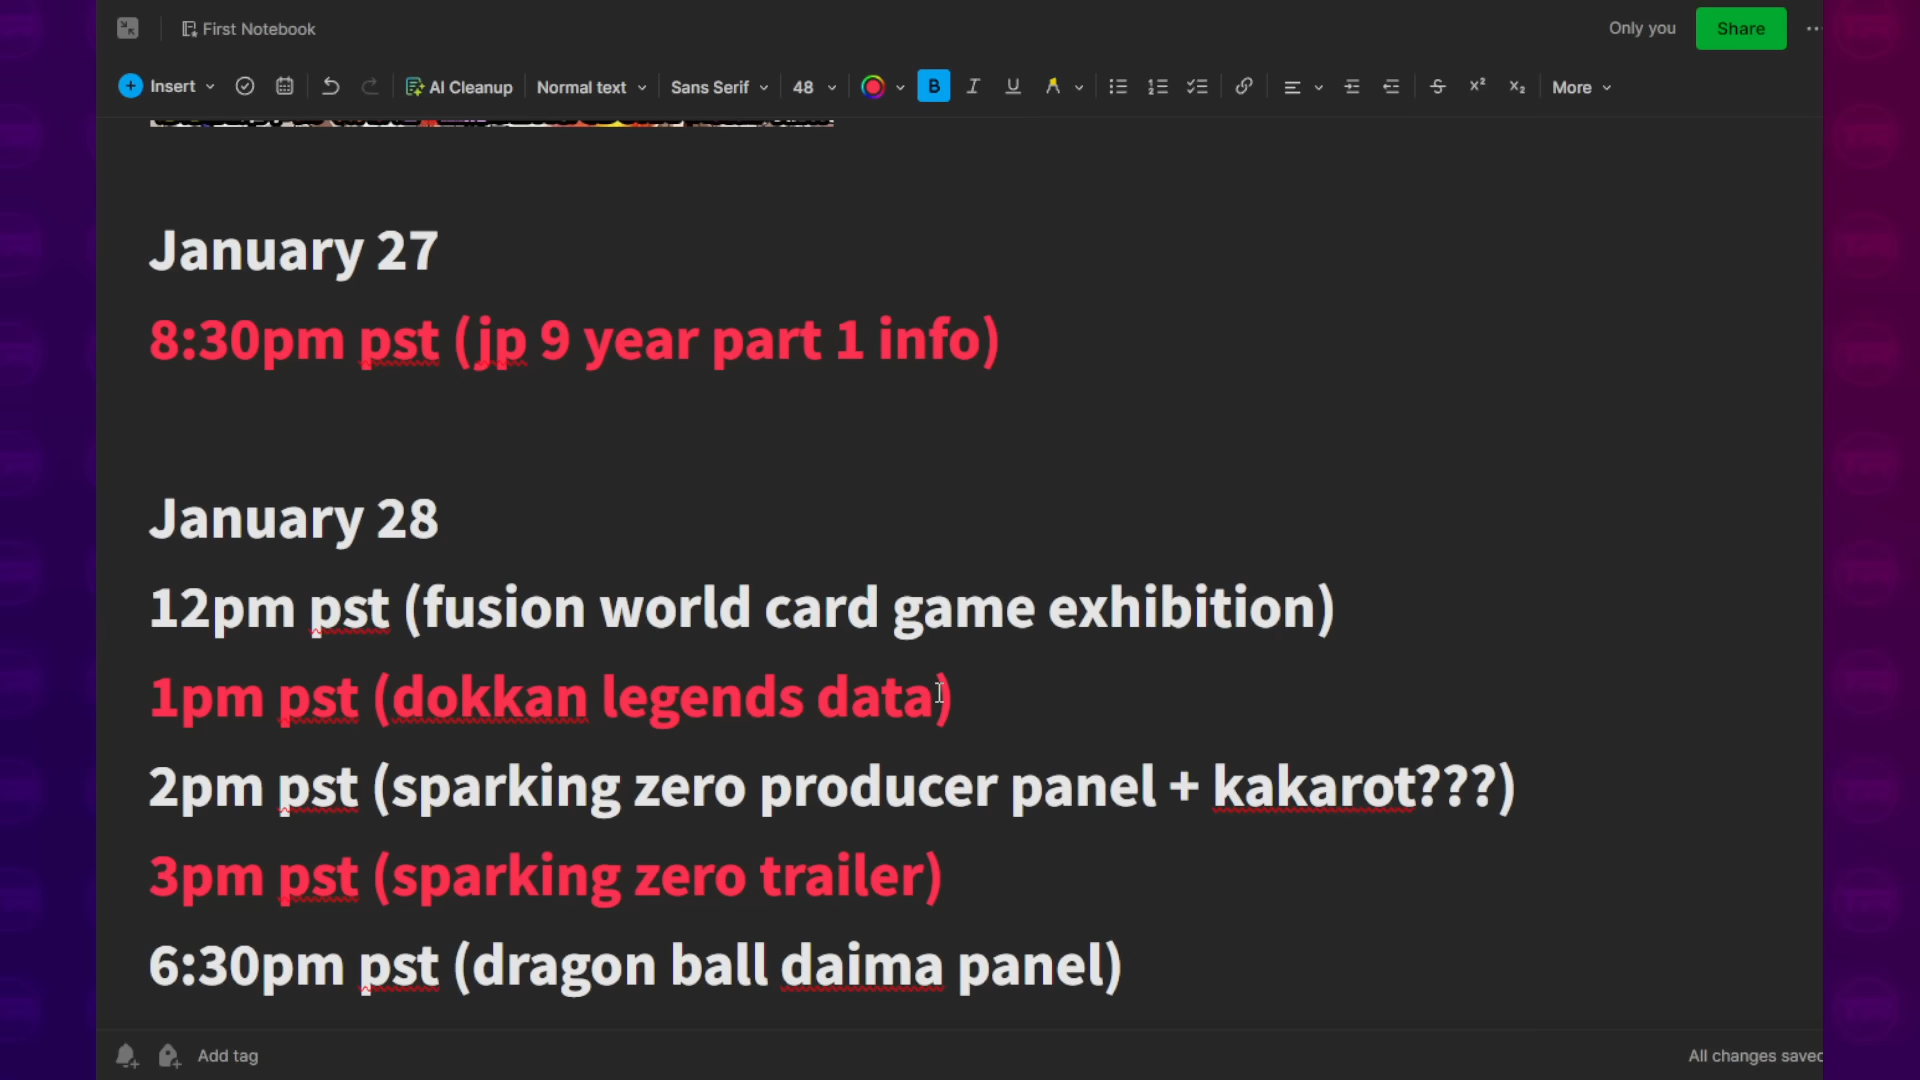 First Notebook
Only you
Share
Insert
AI Cleanup
Normal text
Sans Serif
48
B
I
U
More
January 27
8:30pm pst (jp 9 year part 1 info)
January 28
12pm pst (fusion world card game exhibition)
1pm pst (dokkan legends data)
2pm pst (sparking zero producer panel + kakarot???)
3pm pst (sparking zero trailer)
6:30pm pst (dragon ball daima panel)
Add tag
All changes saved